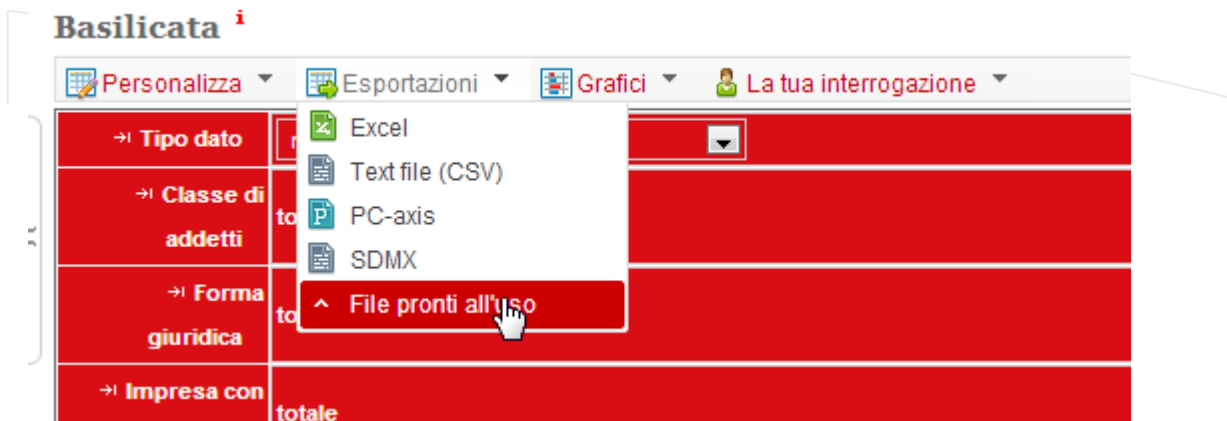 Basilicata i
Personalizza Esportazioni Grafici La tua interrogazione
Tipo dato
Excel
Text file (CSV)
Classe di
addetti
PC-axis
SDMX
Forma
giuridica
File pronti all'uso
Impresa con
totale